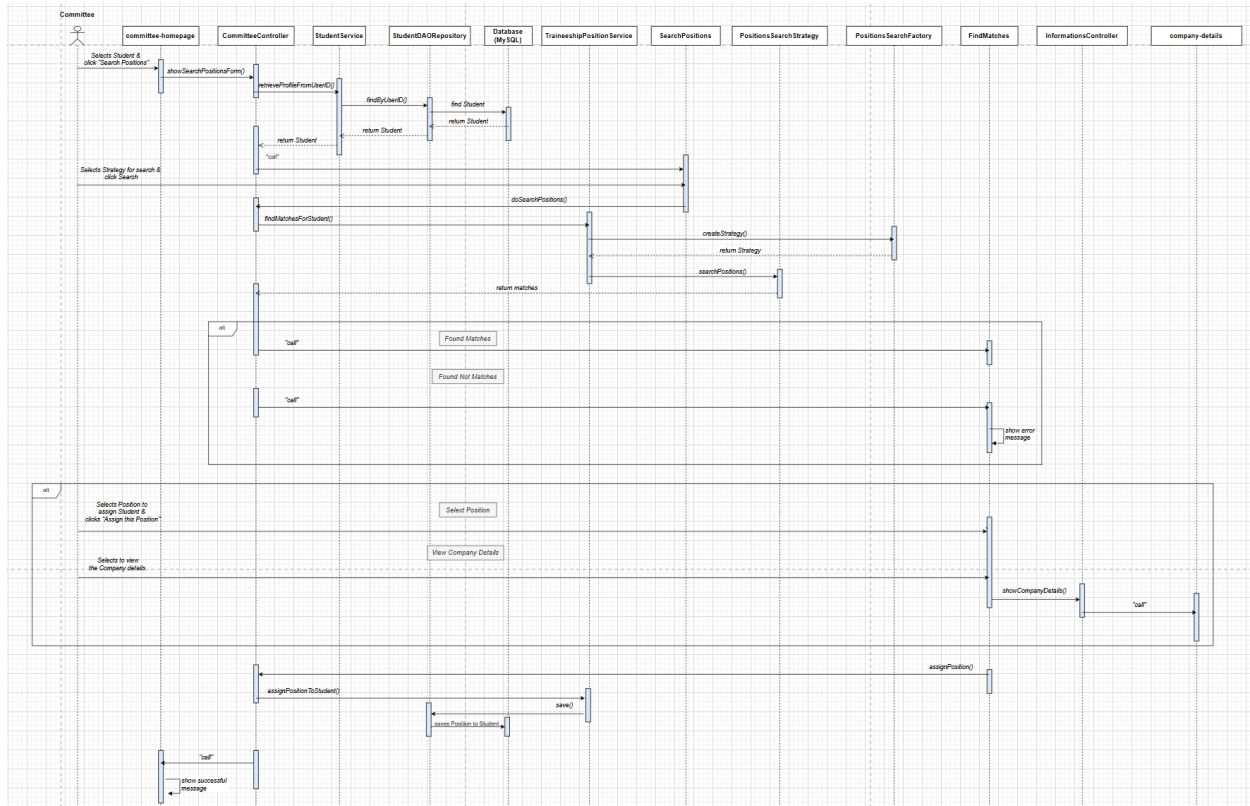 Committee
committee-homepage
CommitteeController
StudentService
StudentDAORepository
Database
(MySQL)
TraineeshipPositionService
SearchPositions
PositionsSearchStrategy
PositionsSearchFactory
FindMatches
InformationsController
company-details
Selects Student &
click "Search Positions"
showSearchPositionsForm()
retrieveProfileFromUserID()
findByUserID()
find Student
return Student
return Student
return Student
"call"
Selects Strategy for search &
click Search
doSearchPositions()
findMatchesForStudent()
createStrategy()
return Strategy
searchPositions()
return matches
alt
Found Matches
"call"
Found Not Matches
"call"
show error
message
alt
Selects Position to
assign Student &
clicks "Assign this Position"
Select Position
View Company Details
Selects to view
the Company details
showCompanyDetails()
"call"
assignPosition()
assignPositionToStudent()
save()
saves Position to Student
"call"
show successful
message